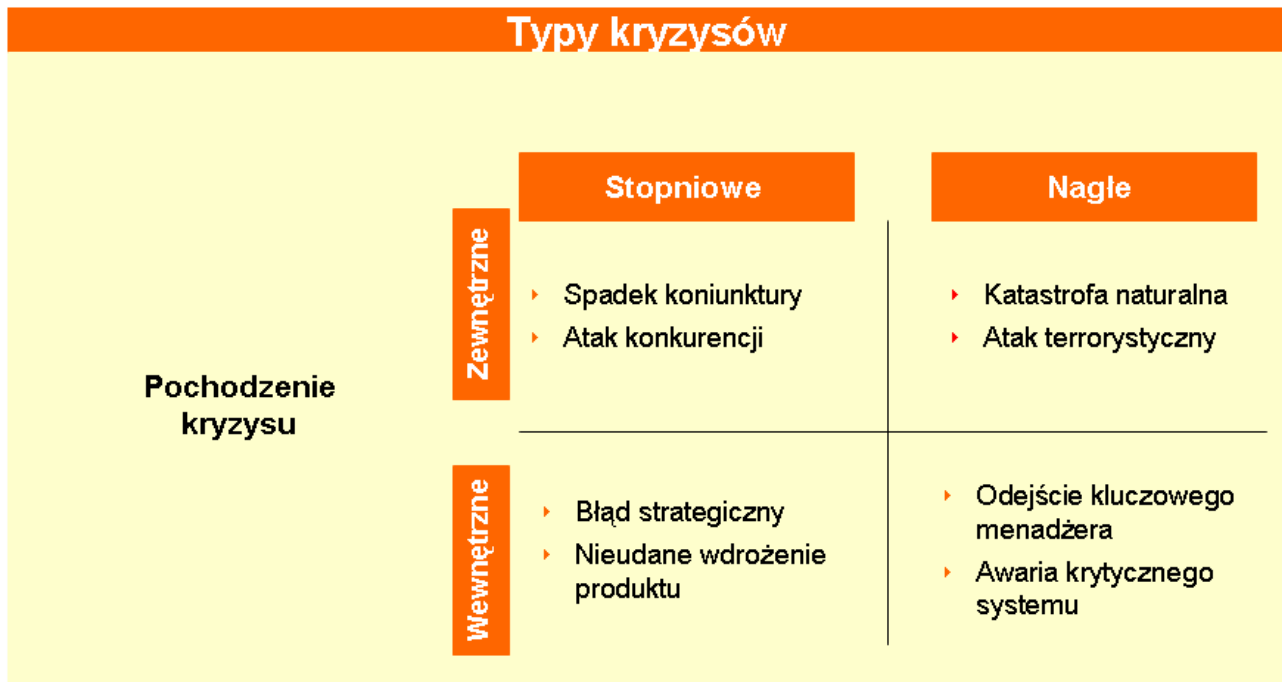 Typy kryzysów
Stopniowe
Nagłe
Pochodzenie
kryzysu
Zewnętrzne
Spadek koniunktury
Atak konkurencji
Katastrofa naturalna
Atak terrorystyczny
Wewnętrzne
Błąd strategiczny
Nieudane wdrożenie
produktu
Odejście kluczowego
menadżera
Awaria krytycznego
systemu